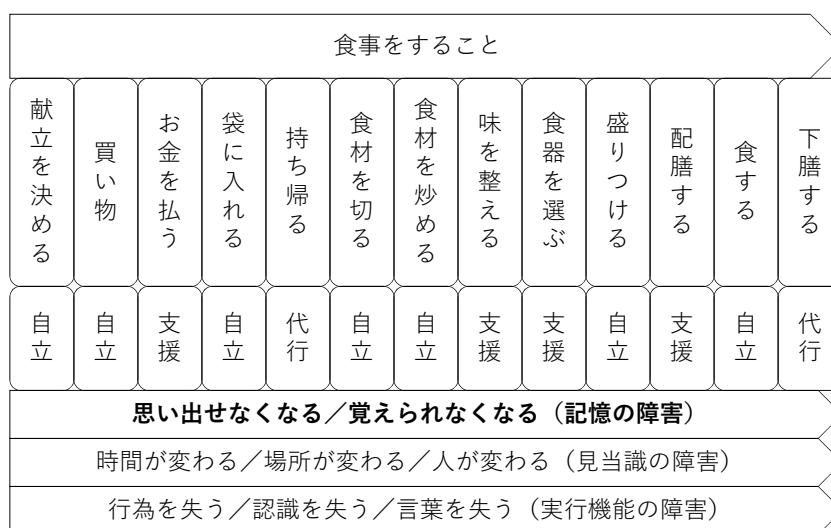 食事をすること
献立を決める
買い物
お金を払う
袋に入れる
持ち帰る
食材を切る
食材を炒める
味を整える
食器を選ぶ
盛りつける
配膳する
食する
下膳する
自立
自立
支援
自立
代行
自立
自立
支援
支援
自立
支援
自立
代行
思い出せなくなる／覚えられなくなる（記憶の障害）
時間が変わる／場所が変わる／人が変わる（見当識の障害）
行為を失う／認識を失う／言葉を失う（実行機能の障害）